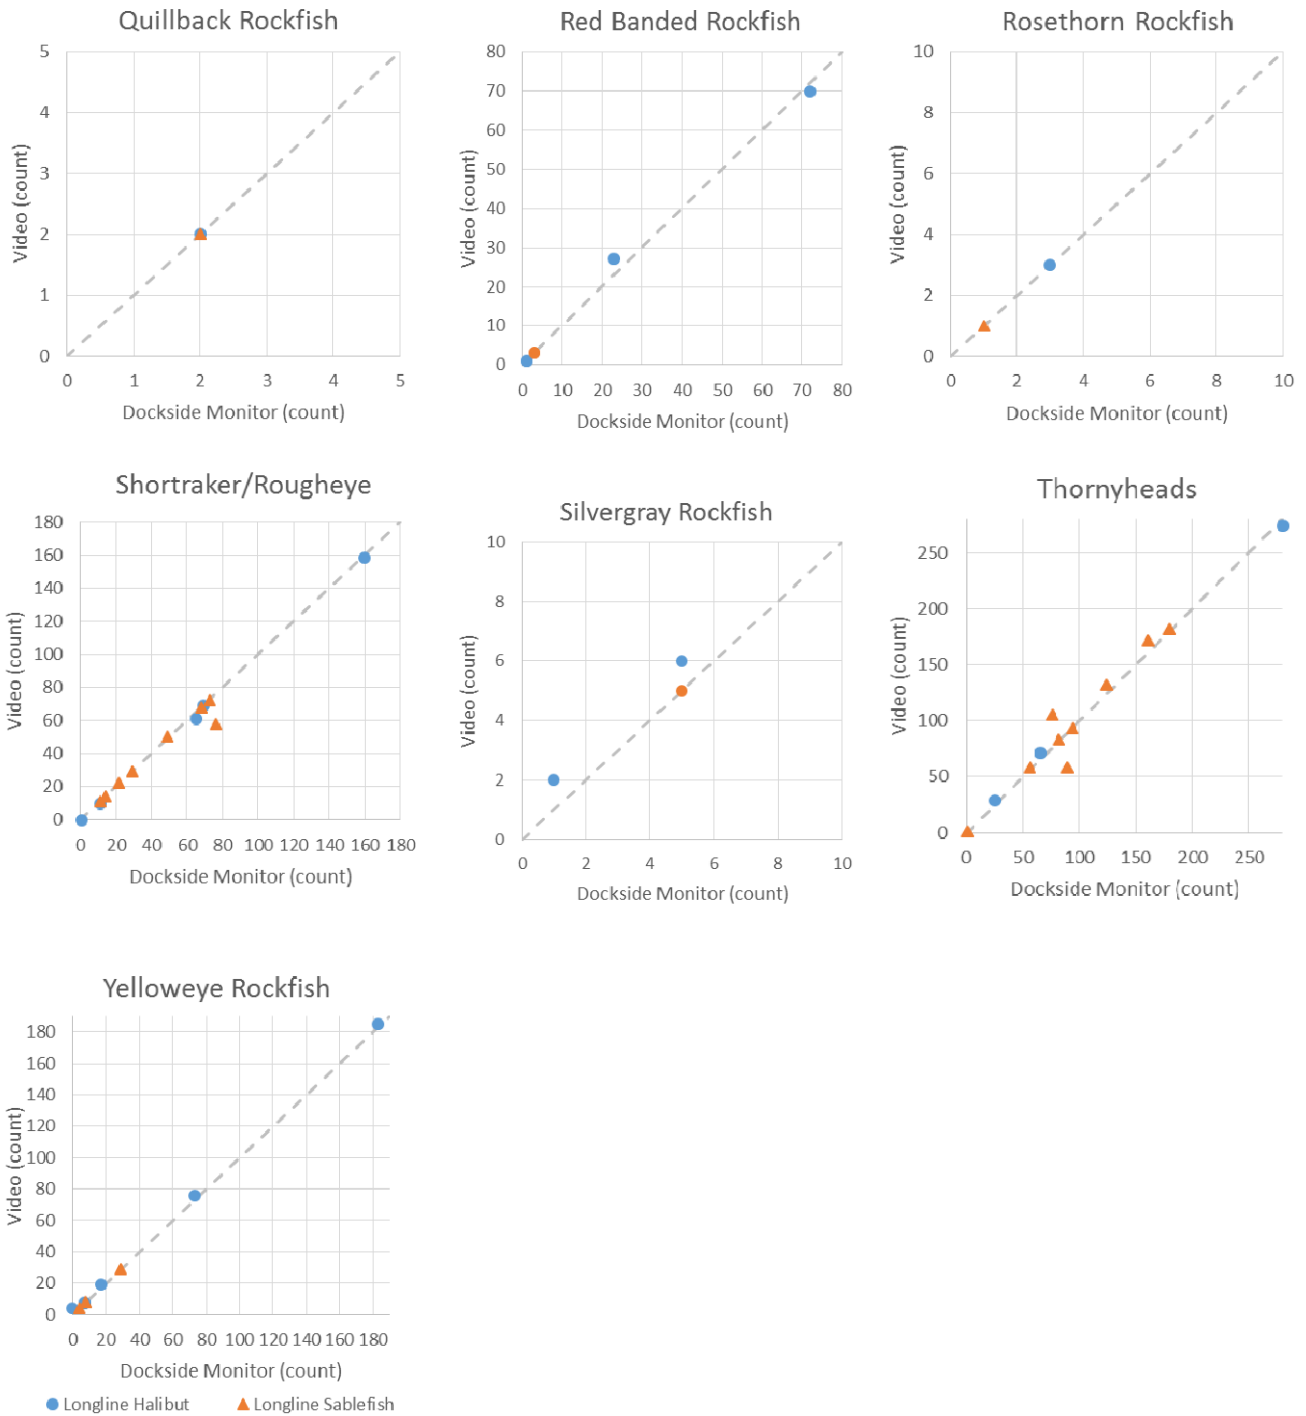 Quillback Rockfish
5
4
3
2
1
0
Video (count)
0 1 2 3 4 5
Dockside Monitor (count)
Red Banded Rockfish
80
70
60
50
40
30
20
10
0
Video (count)
0 10 20 30 40 50 60 70 80
Dockside Monitor (count)
Rosethorn Rockfish
10
8
6
4
2
0
Video (count)
0 2 4 6 8 10
Dockside Monitor (count)
Shortraker/Rougheye
180
160
140
120
100
80
60
40
20
0
Video (count)
0 20 40 60 80 100 120 140 160 180
Dockside Monitor (count)
Silvergray Rockfish
10
8
6
4
2
0
Video (count)
0 2 4 6 8 10
Dockside Monitor (count)
Thornyheads
250
200
150
100
50
0
Video (count)
0 50 100 150 200 250
Dockside Monitor (count)
Yelloweye Rockfish
180
160
140
120
100
80
60
40
20
0
Video (count)
0 20 40 60 80 100 120 140 160 180
Dockside Monitor (count)
Longline Halibut Longline Sablefish